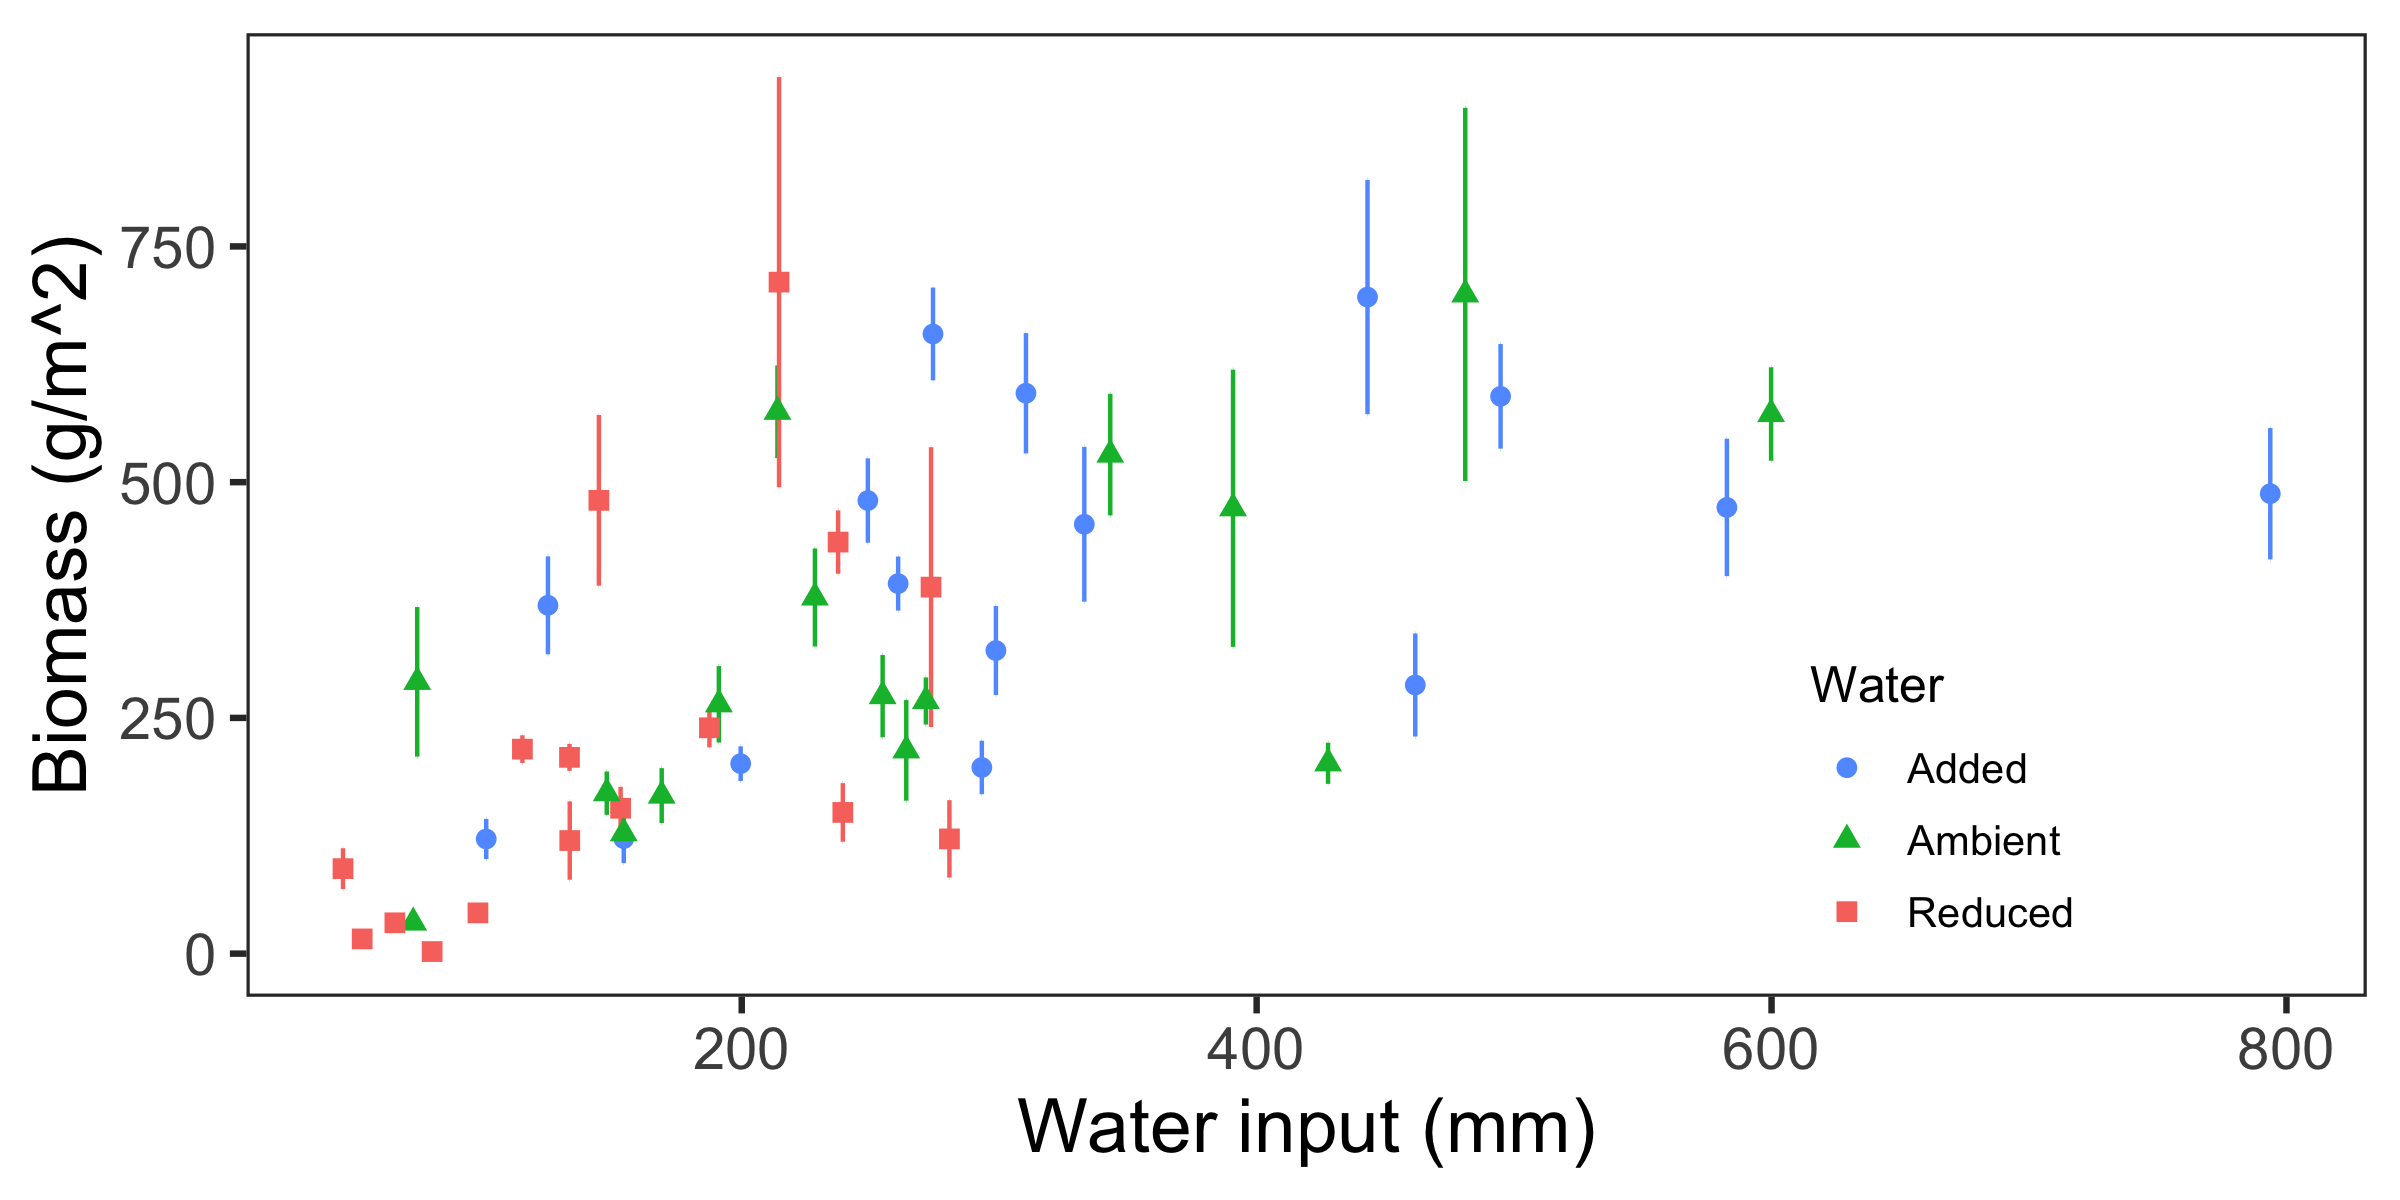 Biomass (g/m^2)
750
500
250
0
200
400
600
800
Water input (mm)
Water
Added
Ambient
Reduced